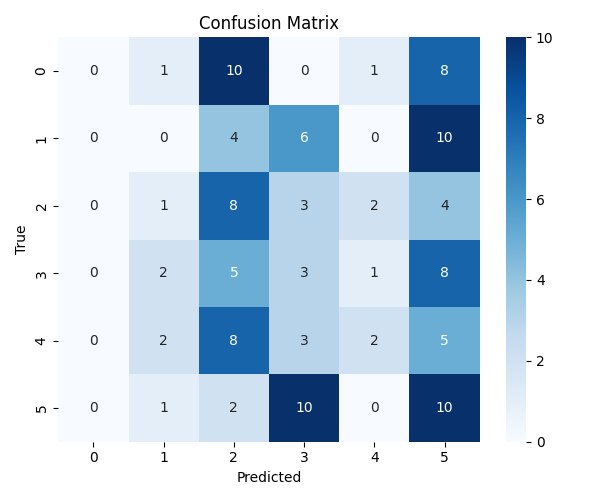 Confusion Matrix
True
0 0 1 10 0 1 8
1 0 0 4 6 0 10
2 0 1 8 3 2 4
3 0 2 5 3 1 8
4 0 2 8 3 2 5
5 0 1 2 10 0 10
0 1 2 3 4 5
Predicted
10
8
6
4
2
0